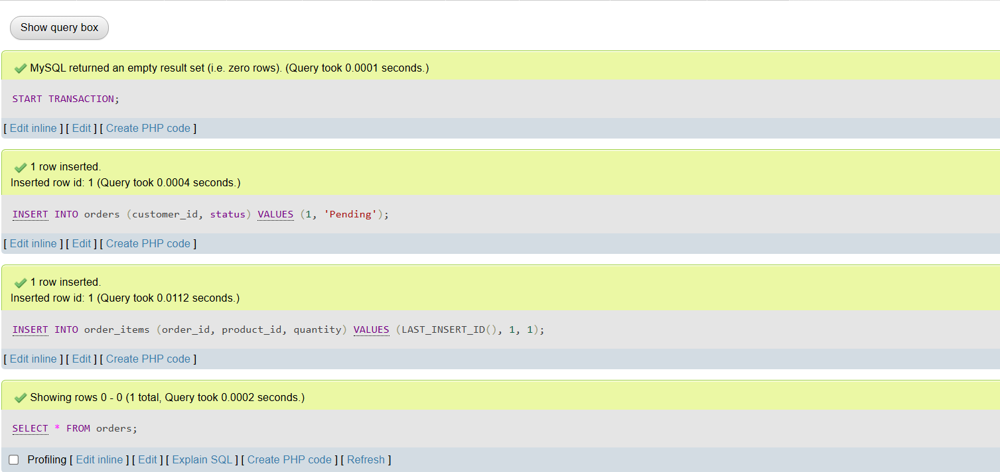 Show query box
MySQL returned an empty result set (i.e. zero rows). (Query took 0.0001 seconds.)
START TRANSACTION;
[ Edit inline ] [ Edit ] [ Create PHP code ]
1 row inserted.
Inserted row id: 1 (Query took 0.0004 seconds.)
INSERT INTO orders (customer_id, status) VALUES (1, 'Pending');
[ Edit inline ] [ Edit ] [ Create PHP code ]
1 row inserted.
Inserted row id: 1 (Query took 0.0112 seconds.)
INSERT INTO order_items (order_id, product_id, quantity) VALUES (LAST_INSERT_ID(), 1, 1);
[ Edit inline ] [ Edit ] [ Create PHP code ]
Showing rows 0 - 0 (1 total, Query took 0.0002 seconds.)
SELECT * FROM orders;
Profiling [ Edit inline ] [ Edit ] [ Explain SQL ] [ Create PHP code ] [ Refresh ]